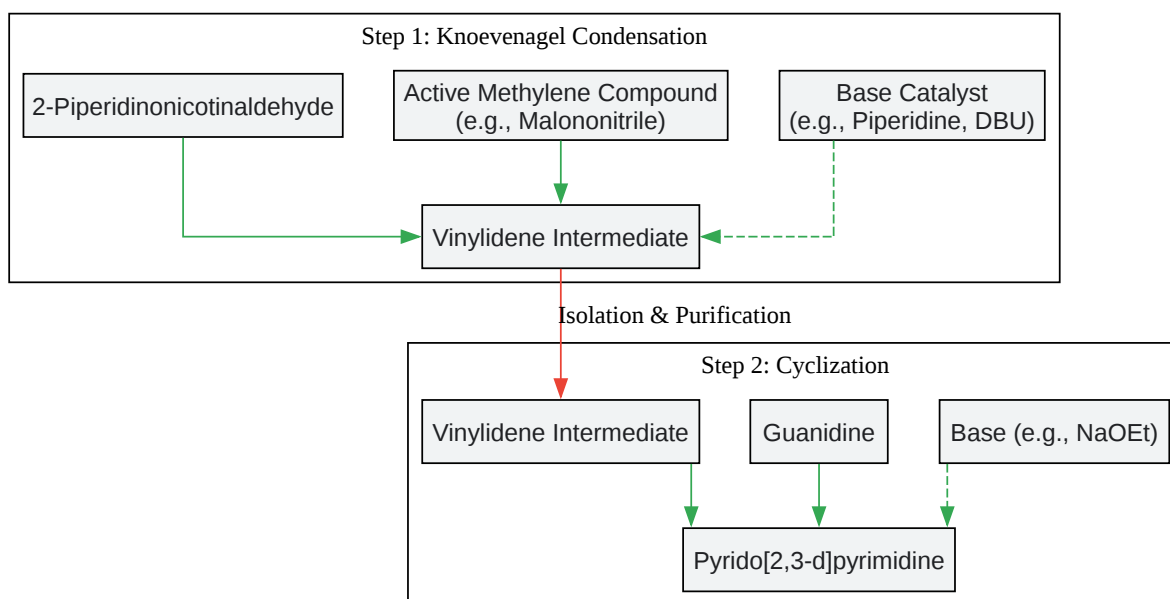 Step 1: Knoevenagel Condensation
2-Piperidinonicotinaldehyde
Active Methylene Compound
(e.g., Malononitrile)
Base Catalyst
(e.g., Piperidine, DBU)
Vinylidene Intermediate
Isolation & Purification
Step 2: Cyclization
Vinylidene Intermediate
Guanidine
Base (e.g., NaOEt)
Pyrido[2,3-d]pyrimidine